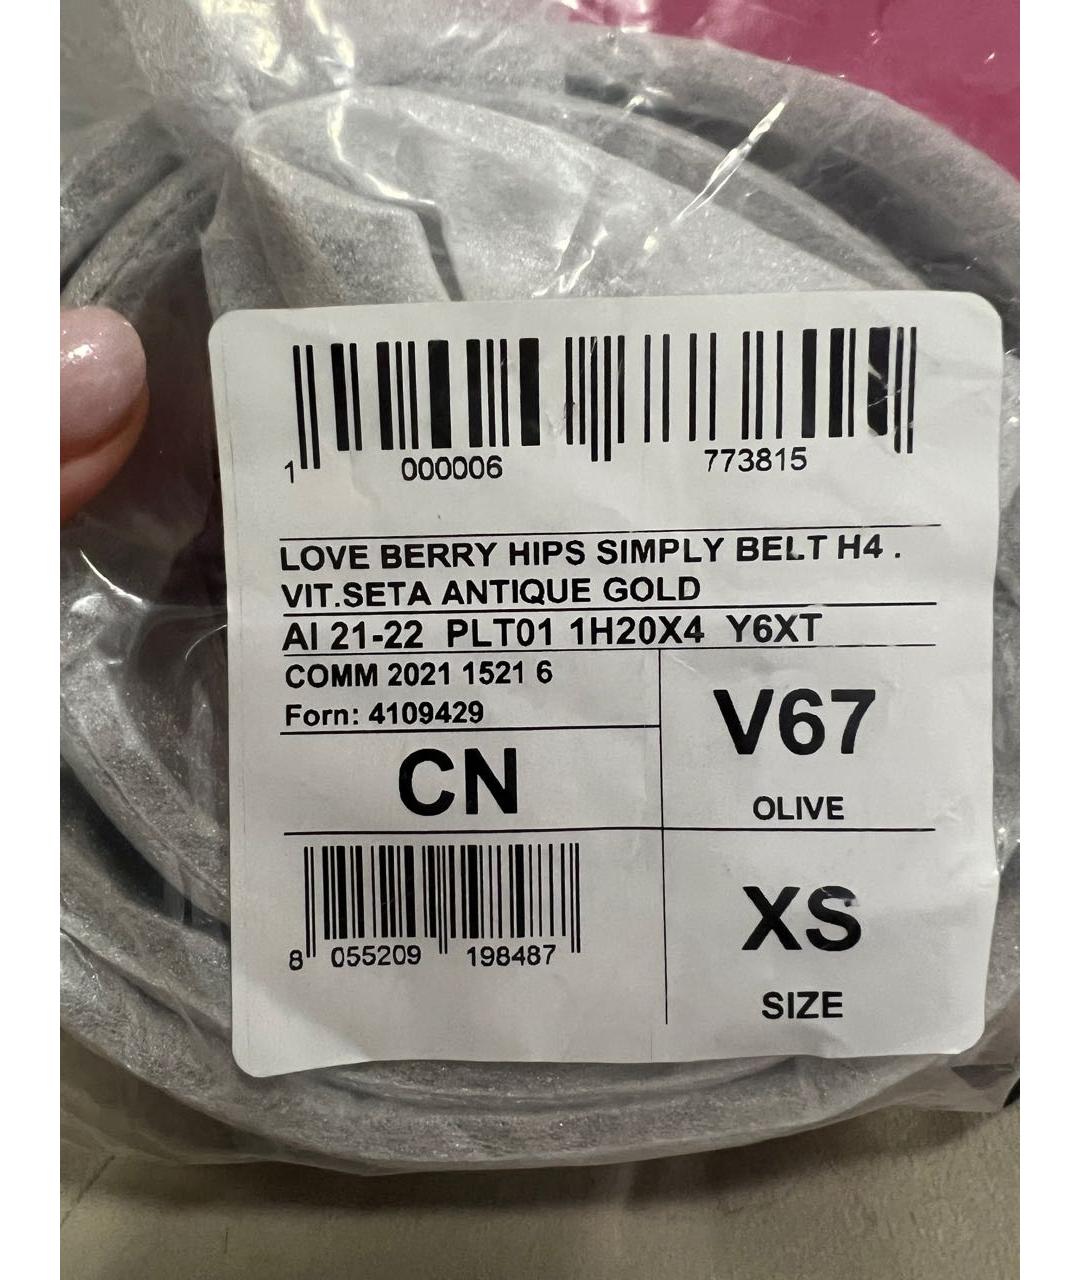 1 000006 773815
LOVE BERRY HIPS SIMPLY BELT H4 .
VIT.SETA ANTIQUE GOLD
AI 21-22 PLT01 1H20X4 Y6XT
COMM 2021 1521 6
Forn: 4109429
CN
V67
OLIVE
8 055209 198487
XS
SIZE